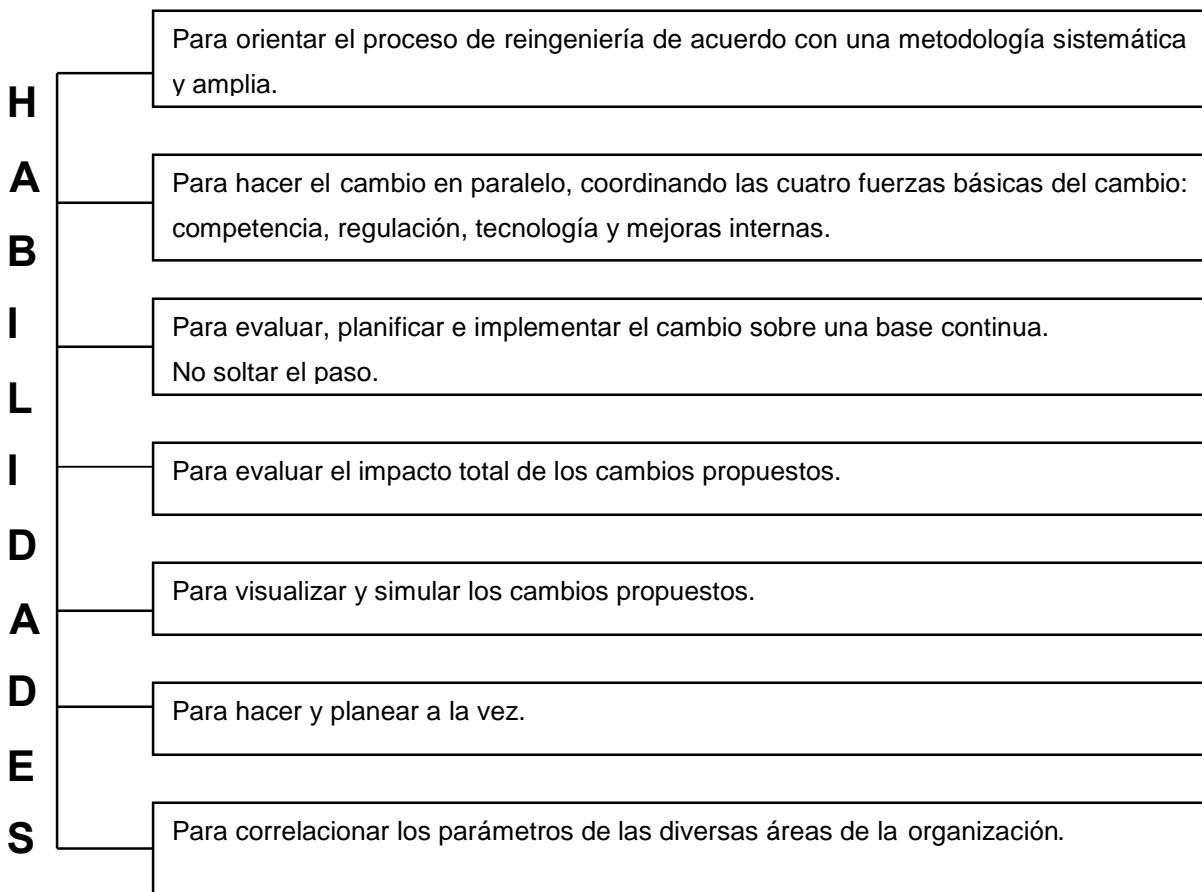 HABILIDADES
Para orientar el proceso de reingeniería de acuerdo con una metodología sistemática
y amplia.
Para hacer el cambio en paralelo, coordinando las cuatro fuerzas básicas del cambio:
competencia, regulación, tecnología y mejoras internas.
Para evaluar, planificar e implementar el cambio sobre una base continua.
No soltar el paso.
Para evaluar el impacto total de los cambios propuestos.
Para visualizar y simular los cambios propuestos.
Para hacer y planear a la vez.
Para correlacionar los parámetros de las diversas áreas de la organización.